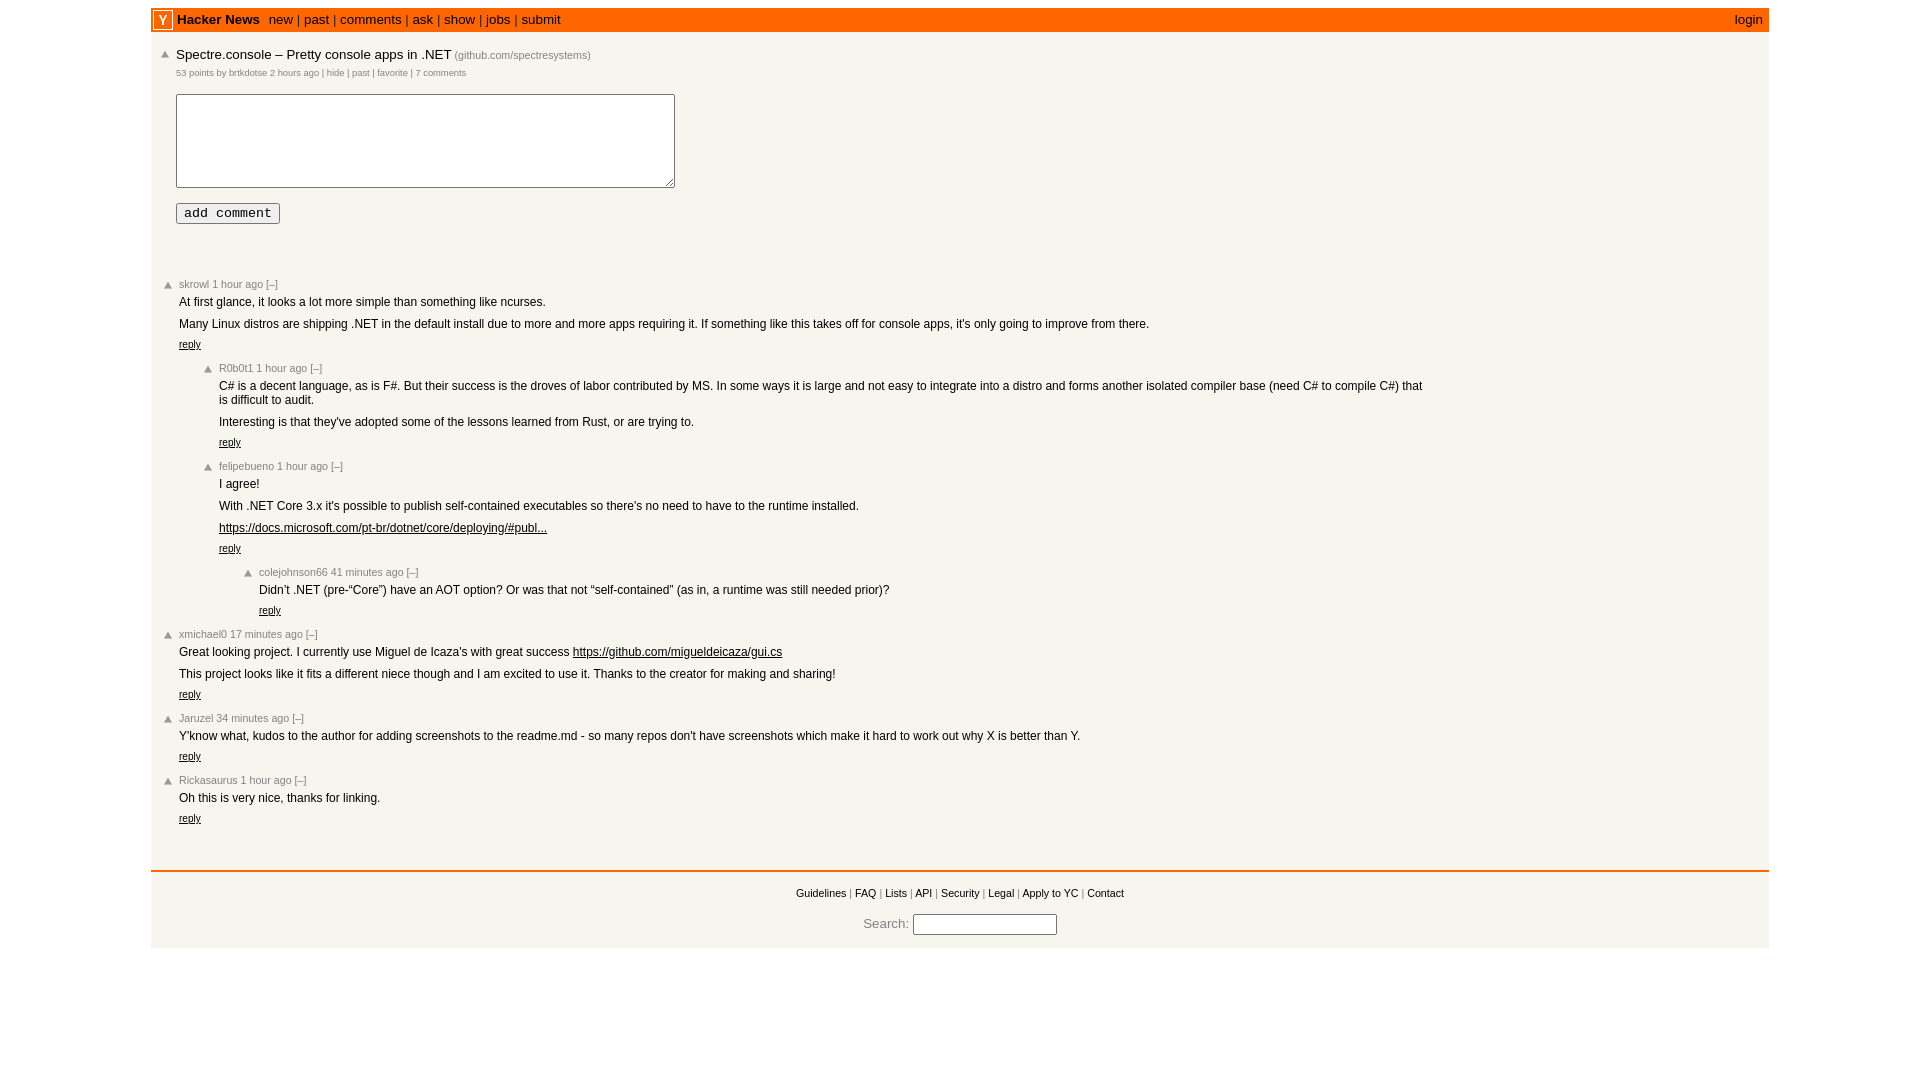 Y Hacker News new | past | comments | ask | show | jobs | submit login
Spectre.console – Pretty console apps in .NET (github.com/spectresystems)
53 points by brtkdotse 2 hours ago | hide | past | favorite | 7 comments
add comment
skrowl 1 hour ago [–]
At first glance, it looks a lot more simple than something like ncurses.
Many Linux distros are shipping .NET in the default install due to more and more apps requiring it. If something like this takes off for console apps, it's only going to improve from there.
reply
R0b0t1 1 hour ago [–]
C# is a decent language, as is F#. But their success is the droves of labor contributed by MS. In some ways it is large and not easy to integrate into a distro and forms another isolated compiler base (need C# to compile C#) that
is difficult to audit.
Interesting is that they've adopted some of the lessons learned from Rust, or are trying to.
reply
felipebueno 1 hour ago [–]
I agree!
With .NET Core 3.x it's possible to publish self-contained executables so there's no need to have to the runtime installed.
https://docs.microsoft.com/pt-br/dotnet/core/deploying/#publ...
reply
colejohnson66 41 minutes ago [–]
Didn’t .NET (pre-“Core”) have an AOT option? Or was that not “self-contained” (as in, a runtime was still needed prior)?
reply
xmichael0 17 minutes ago [–]
Great looking project. I currently use Miguel de Icaza's with great success https://github.com/migueldeicaza/gui.cs
This project looks like it fits a different niece though and I am excited to use it. Thanks to the creator for making and sharing!
reply
Jaruzel 34 minutes ago [–]
Y'know what, kudos to the author for adding screenshots to the readme.md - so many repos don't have screenshots which make it hard to work out why X is better than Y.
reply
Rickasaurus 1 hour ago [–]
Oh this is very nice, thanks for linking.
reply
Guidelines | FAQ | Lists | API | Security | Legal | Apply to YC | Contact
Search: